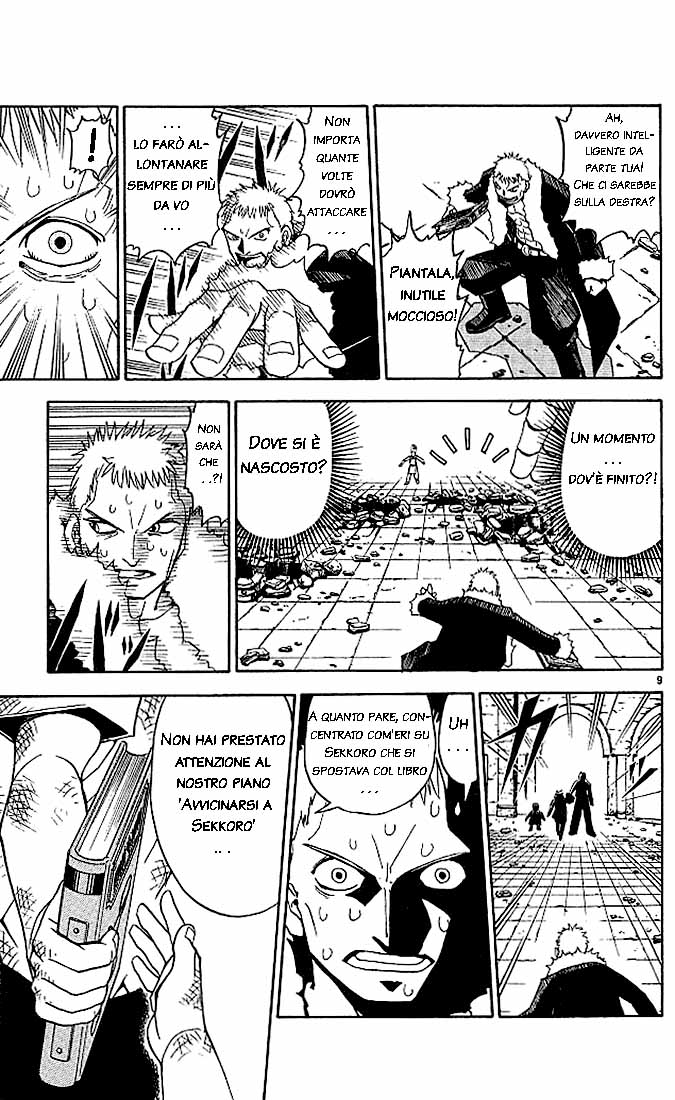 AH,
DAVVERO INTEL-
LIGENTE DA
PARTE TUA!
CHE CI SAREBBE
SULLA DESTRA?
PIANTALA,
INUTILE
MOCCIOSO!
NON
IMPORTA
QUANTE
VOLTE
DOVRÒ
ATTACCARE
...
...
LO FARÒ AL-
LONTANARE
SEMPRE DI PIÙ
DA VO ...
!
UN MOMENTO
...
DOV'È FINITO?!
DOVE SI È
NASCOSTO?
NON
SARÀ
CHE
..?!
9
UH
...
A QUANTO PARE, CON-
CENTRATO COM'ERI SU
SEKKORO CHE SI
SPOSTAVA COL LIBRO
...
NON HAI PRESTATO
ATTENZIONE AL
NOSTRO PIANO
'AVVICINARSI A
SEKKORO'
...